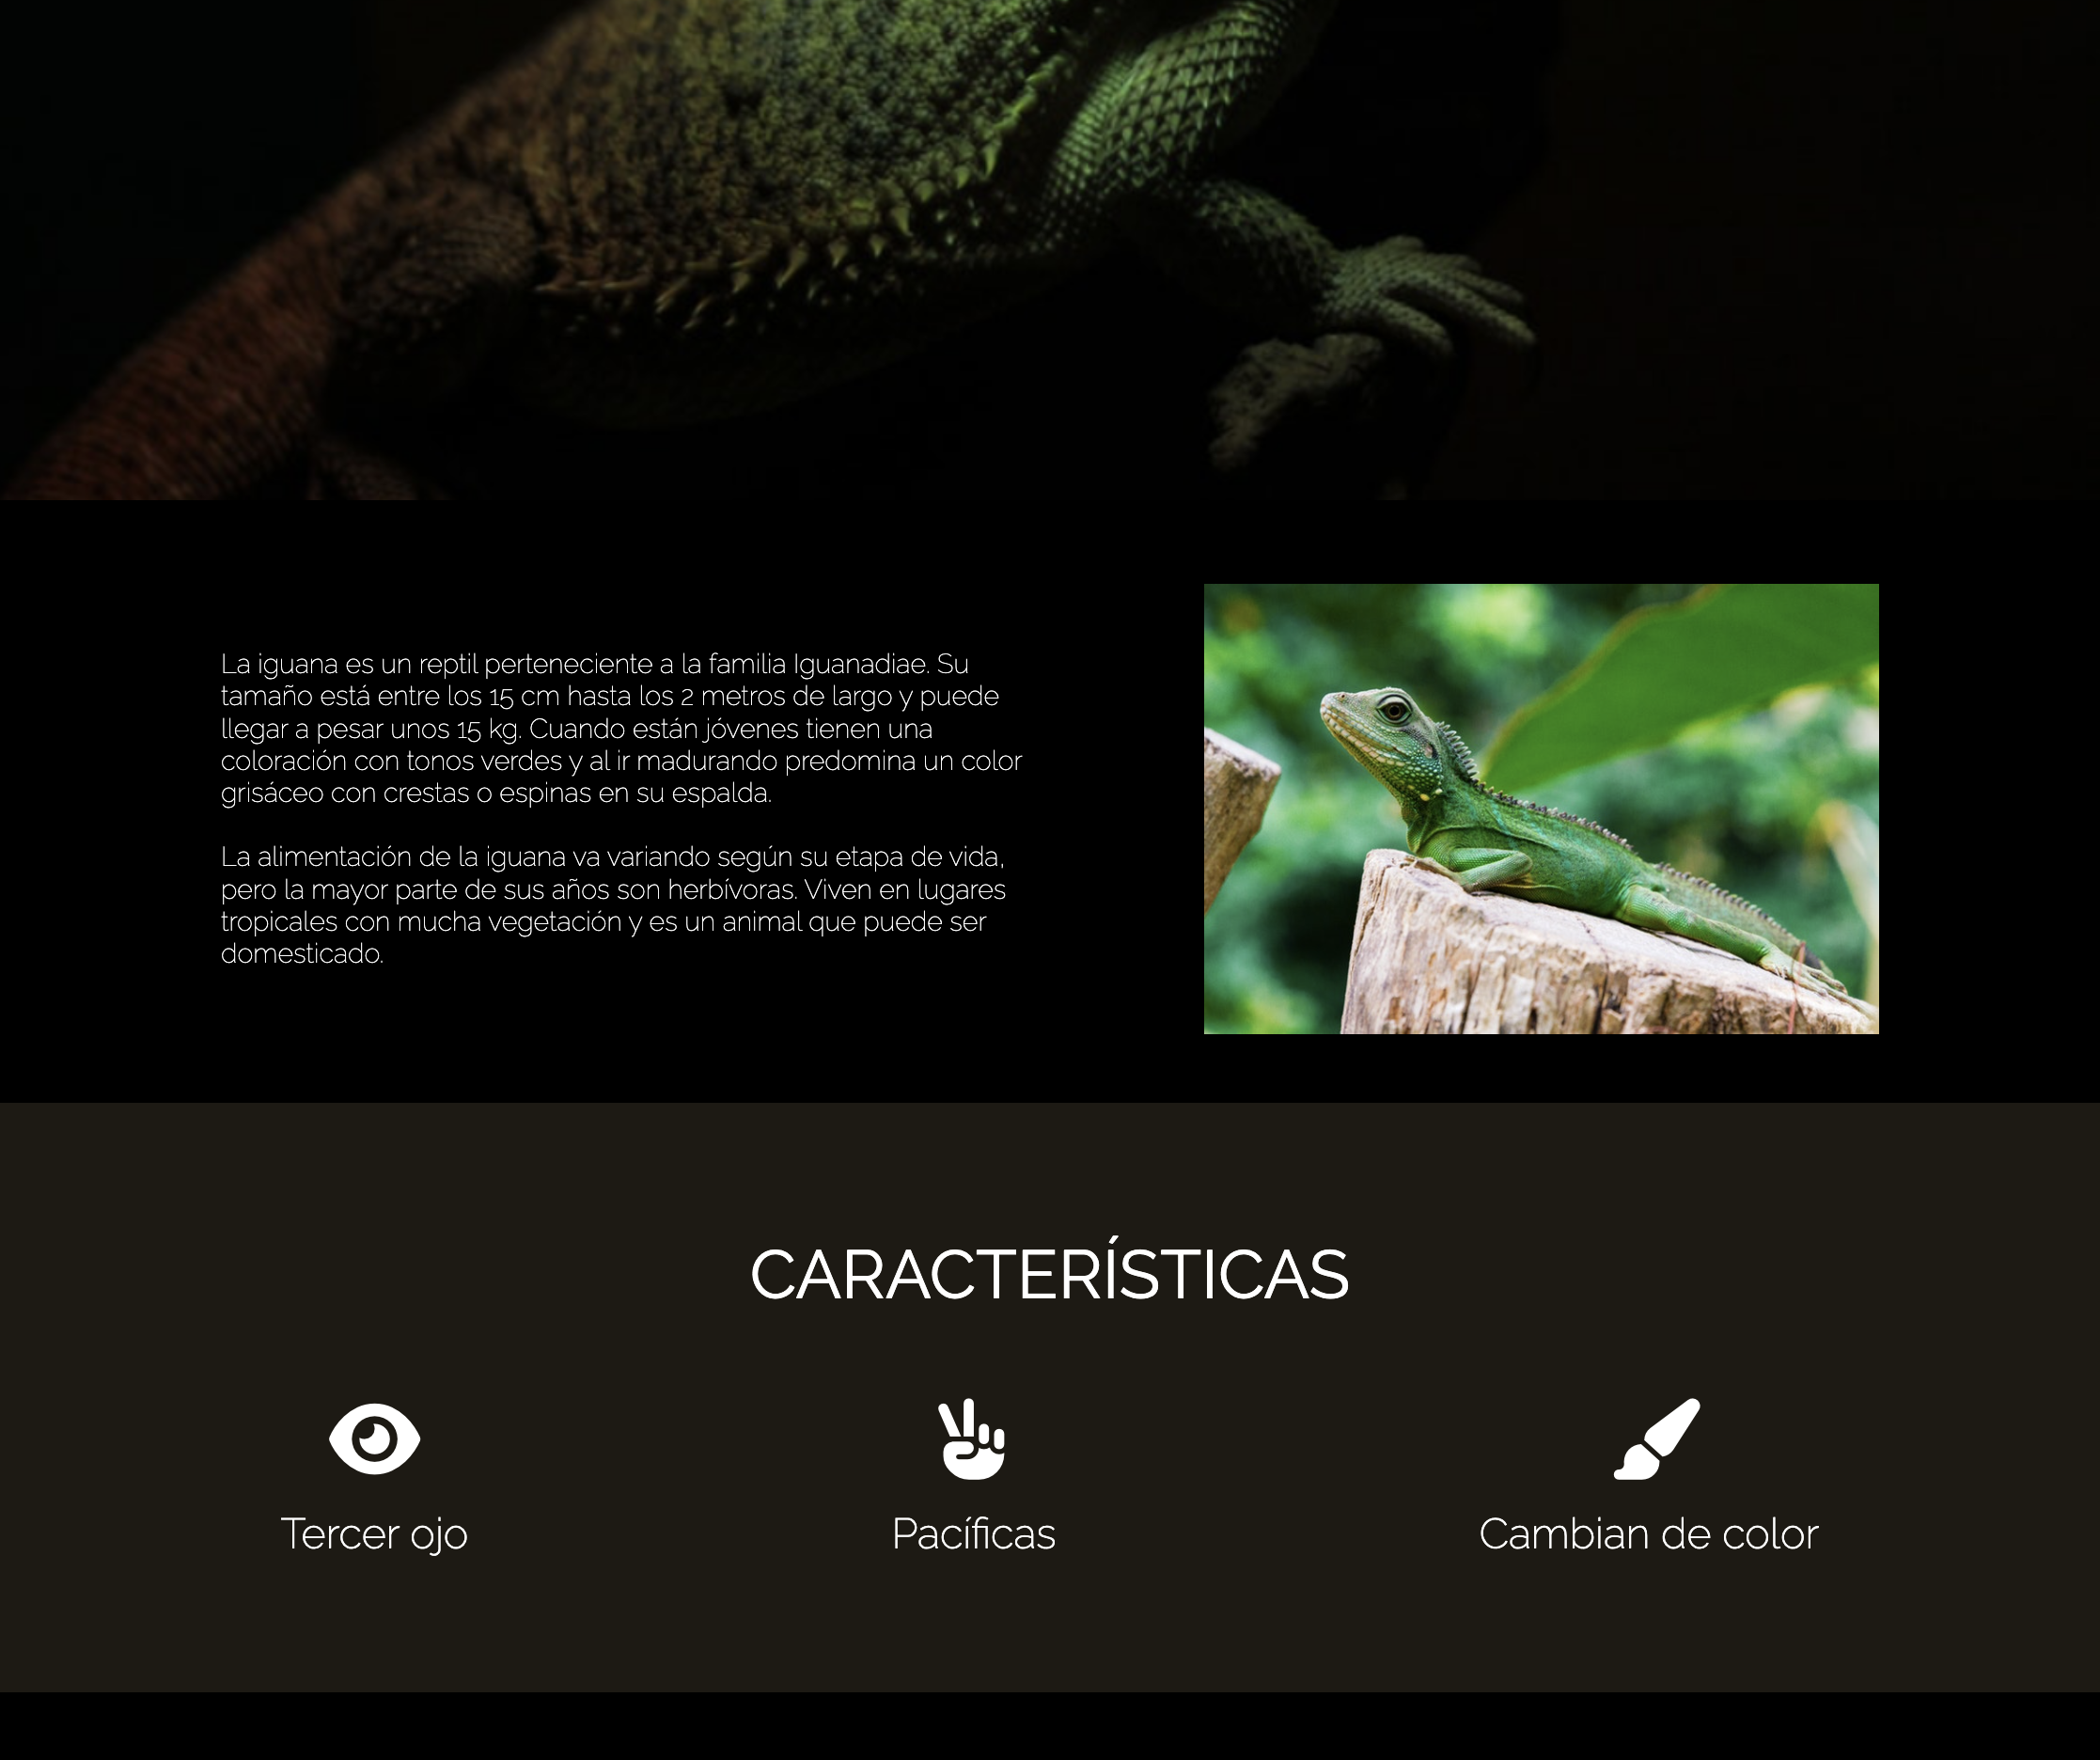 La iguana es un reptil perteneciente a la familia Iguanadiae. Su
tamaño está entre los 15 cm hasta los 2 metros de largo y puede
llegar a pesar unos 15 kg. Cuando están jóvenes tienen una
coloración con tonos verdes y al ir madurando predomina un color
grisáceo con crestas o espinas en su espalda.
La alimentación de la iguana va variando según su etapa de vida,
pero la mayor parte de sus años son herbívoras. Viven en lugares
tropicales con mucha vegetación y es un animal que puede ser
domesticado.
CARACTERÍSTICAS
Tercer ojo
Pacíficas
Cambian de color